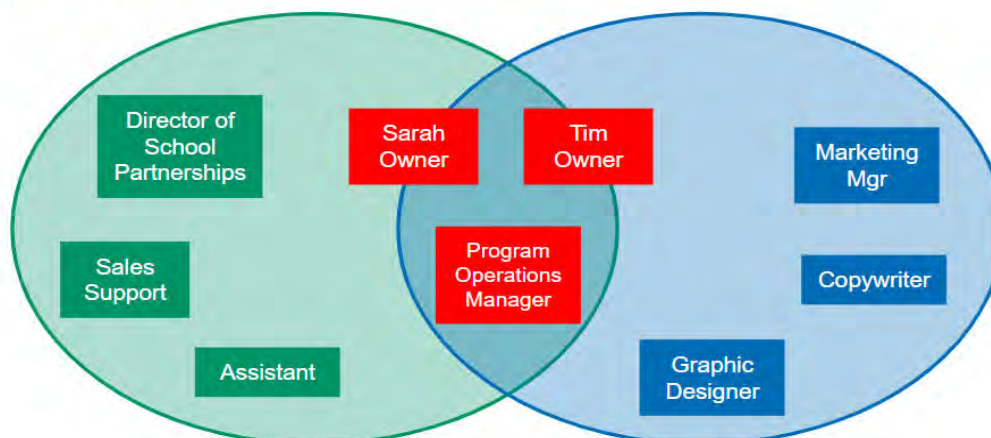 Director of
School
Partnerships
Sarah
Owner
Tim
Owner
Marketing
Mgr
Sales
Support
Program
Operations
Manager
Copywriter
Assistant
Graphic
Designer